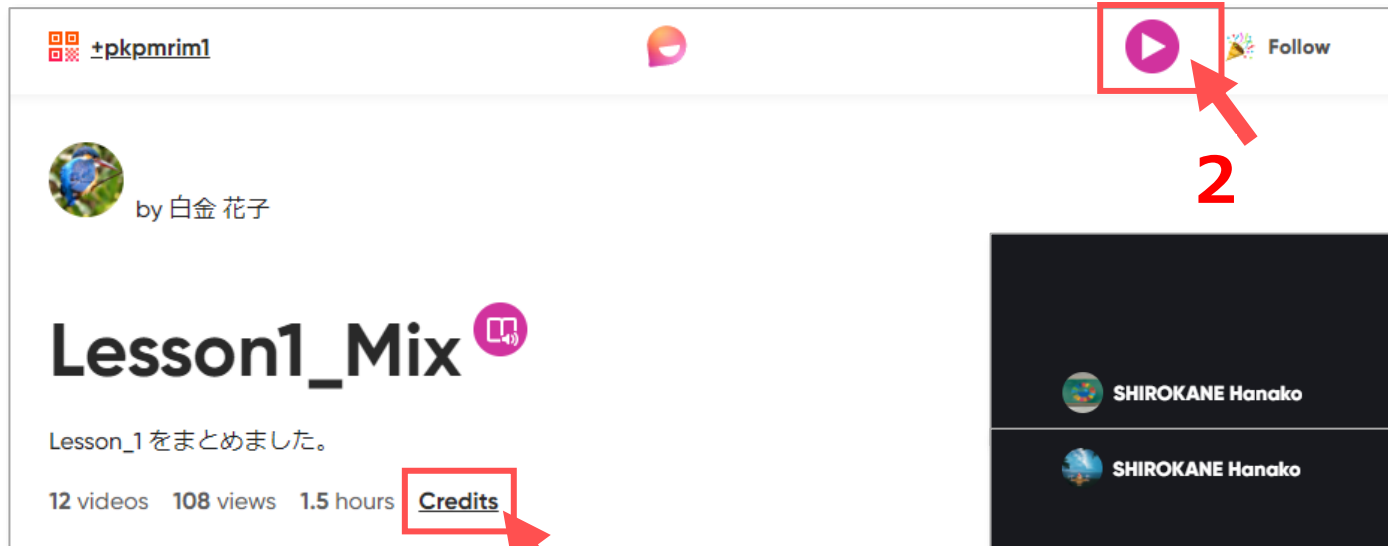 +pkpmrim1
Follow
2
by 白金 花子
Lesson1_Mix
Lesson_1 をまとめました。
12 videos 108 views 1.5 hours Credits
SHIROKANE Hanako
SHIROKANE Hanako